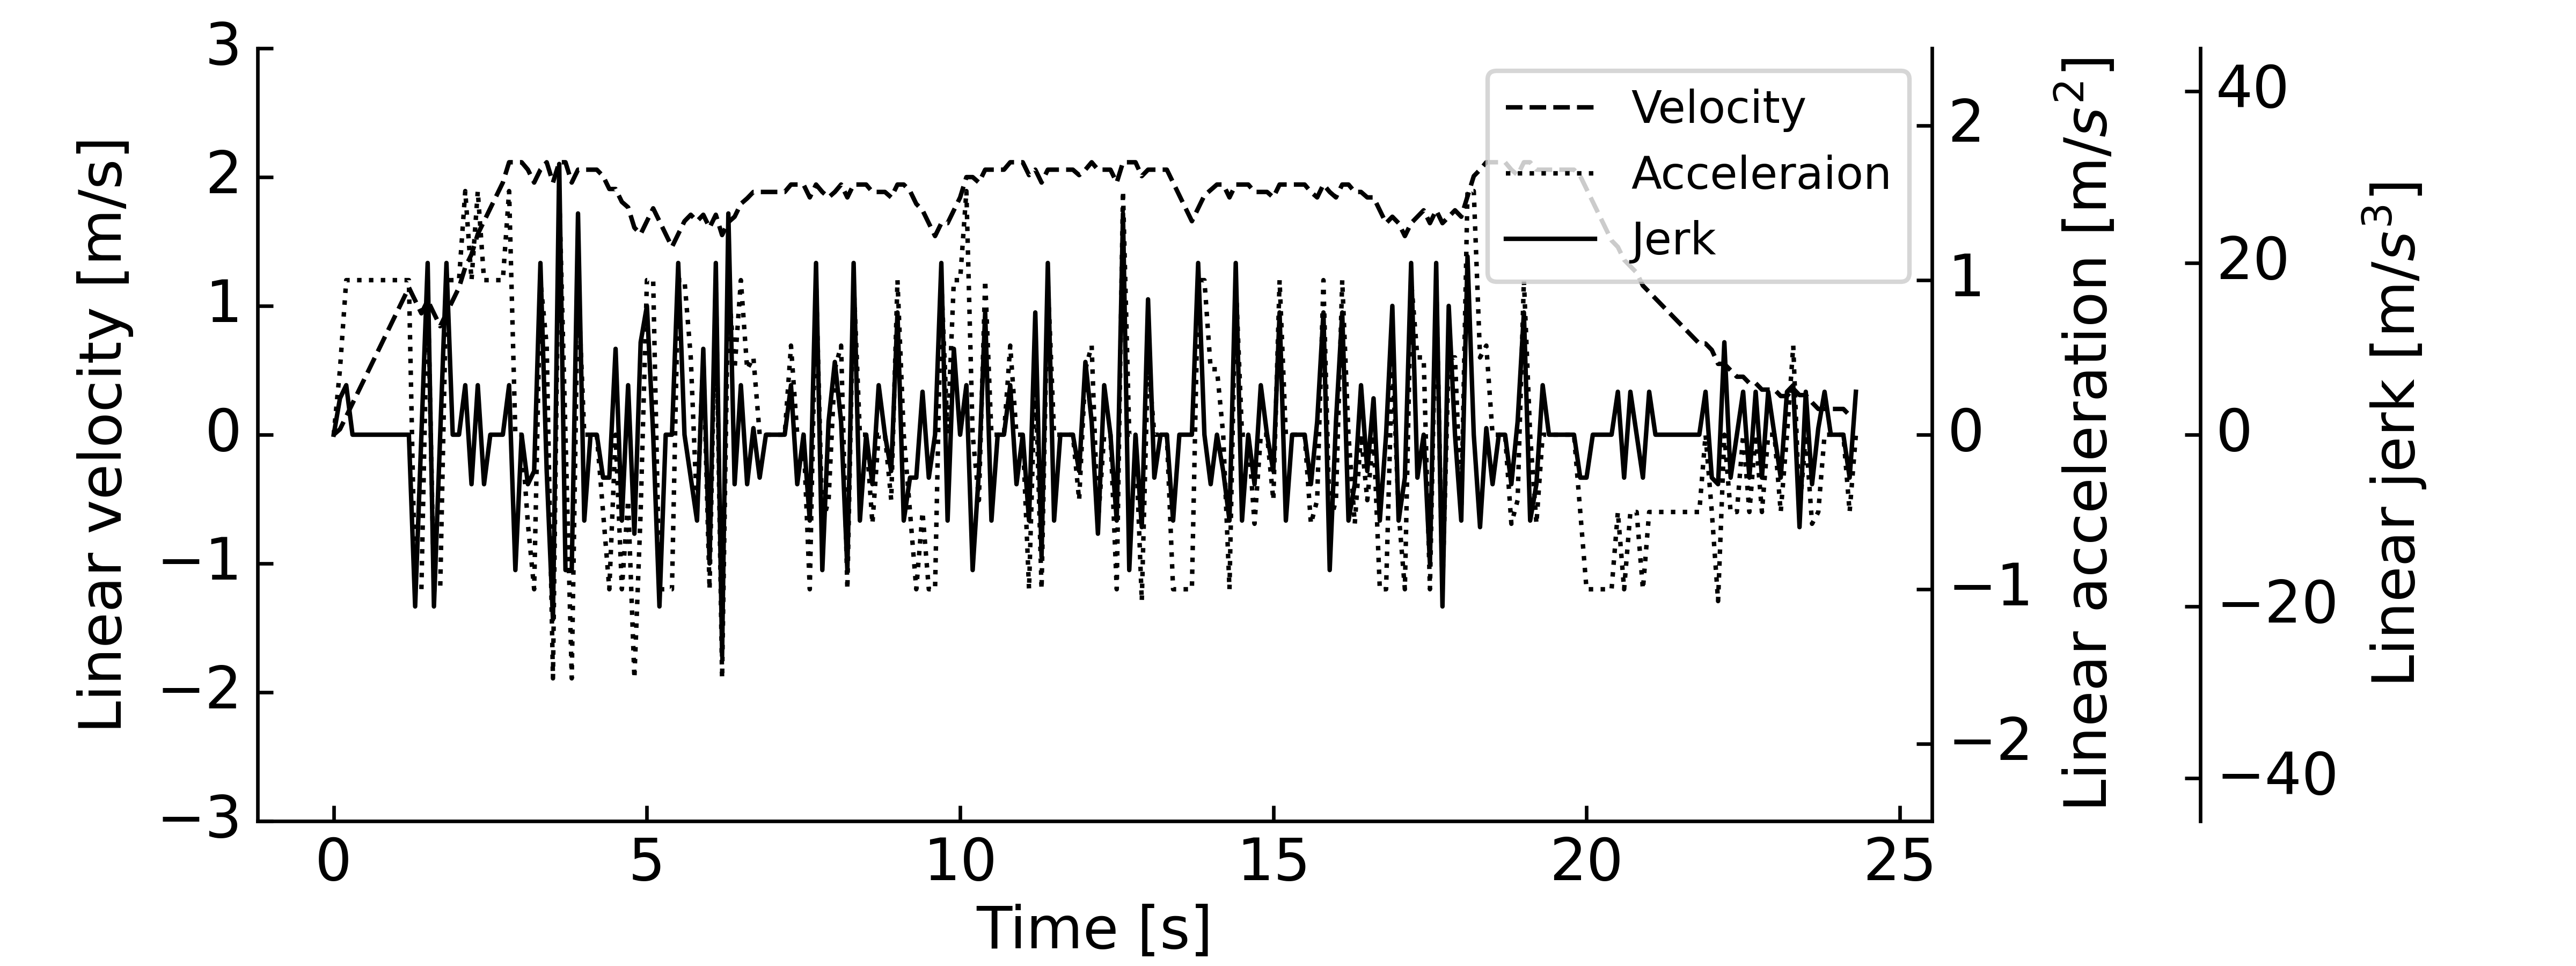 Linear velocity [m/s]
3
2
1
0
−1
−2
−3
0 5 10 15 20 25
Time [s]
Velocity
Acceleraion
Jerk
2
1
0
−1
−2
Linear acceleration [m/s²]
40
20
0
−20
−40
Linear jerk [m/s³]